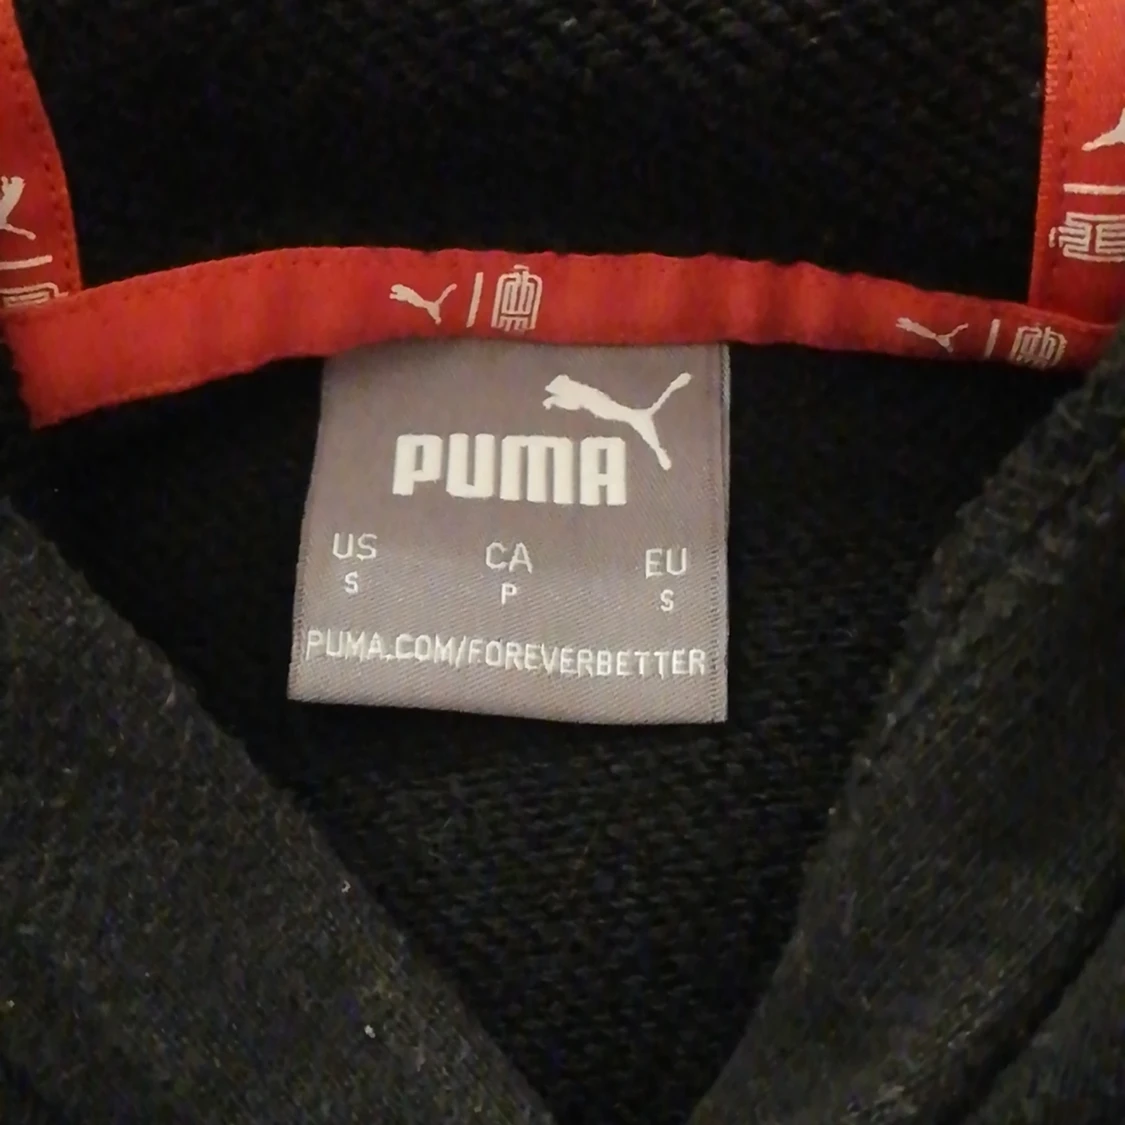 PUMA
US CA EU
S P S
PUMA.COM/FOREVERBETTER